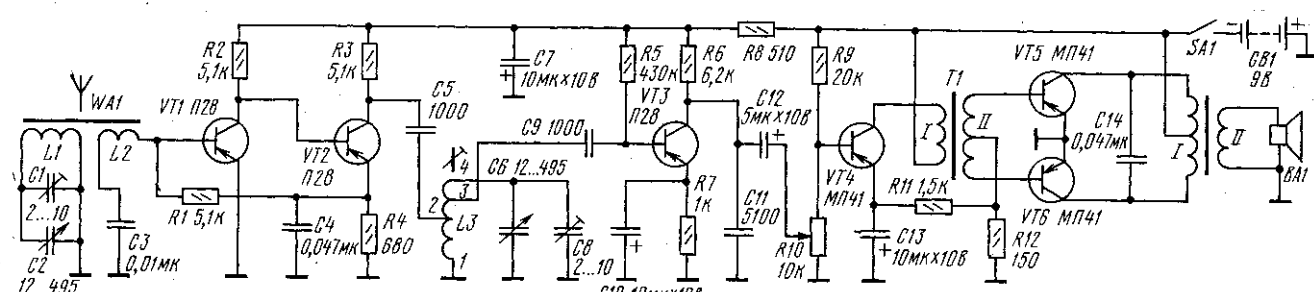 WA1
L1
C1
2...10
C2
12 495
L2
C3
0,01мк
R1 5,1к
R2
5,1к
VT1 П28
R3
5,1к
VT2
П28
C4
0,047мк
R4
680
C5
1000
C7
10мк×10В
C9 1000
4
3
2
1
L3
C6 12...495
C8
2...10
R5
430к
R6
6,2к
VT3
П28
R7
1к
C10 10мк×10В
R8 510
C12
5мк×10В
C11
5100
R9
20к
R10
10к
VT4
МП41
C13
10мк×10В
R11 1,5к
R12
150
T1
I
II
VT5 МП41
VT6 МП41
C14
0,047мк
I
II
BA1
SA1
GB1
9В